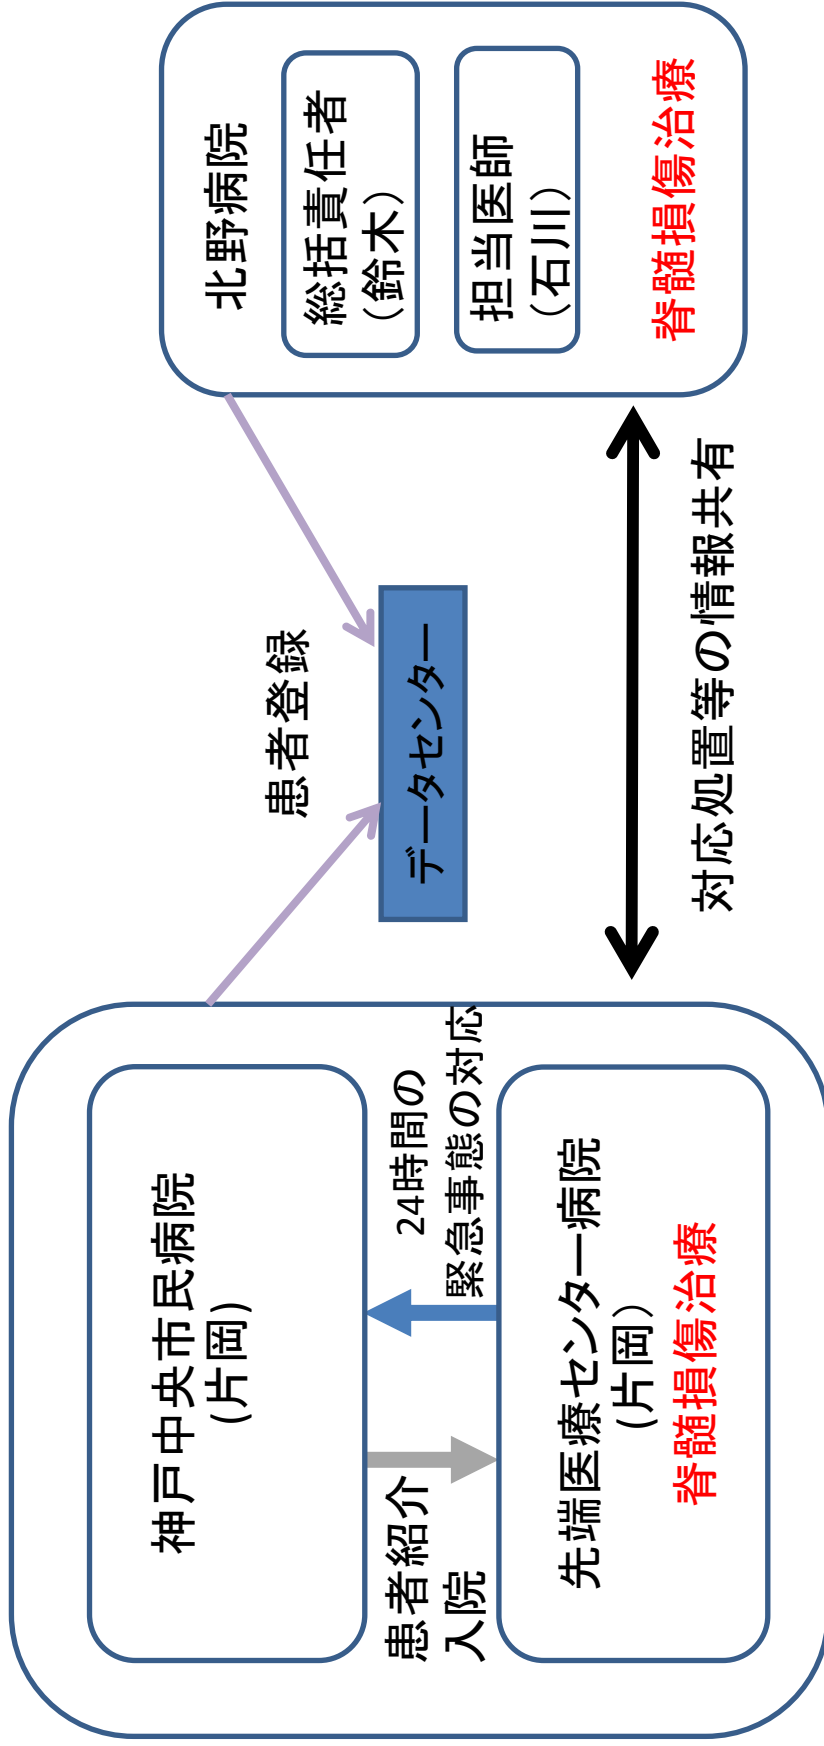 神戸中央市民病院
(片岡)
患者紹介
入院
24時間の
緊急事態の対応
先端医療センター病院
(片岡)
脊髄損傷治療
患者登録
データセンター
対応処置等の情報共有
北野病院
総括責任者
(鈴木)
担当医師
(石川)
脊髄損傷治療